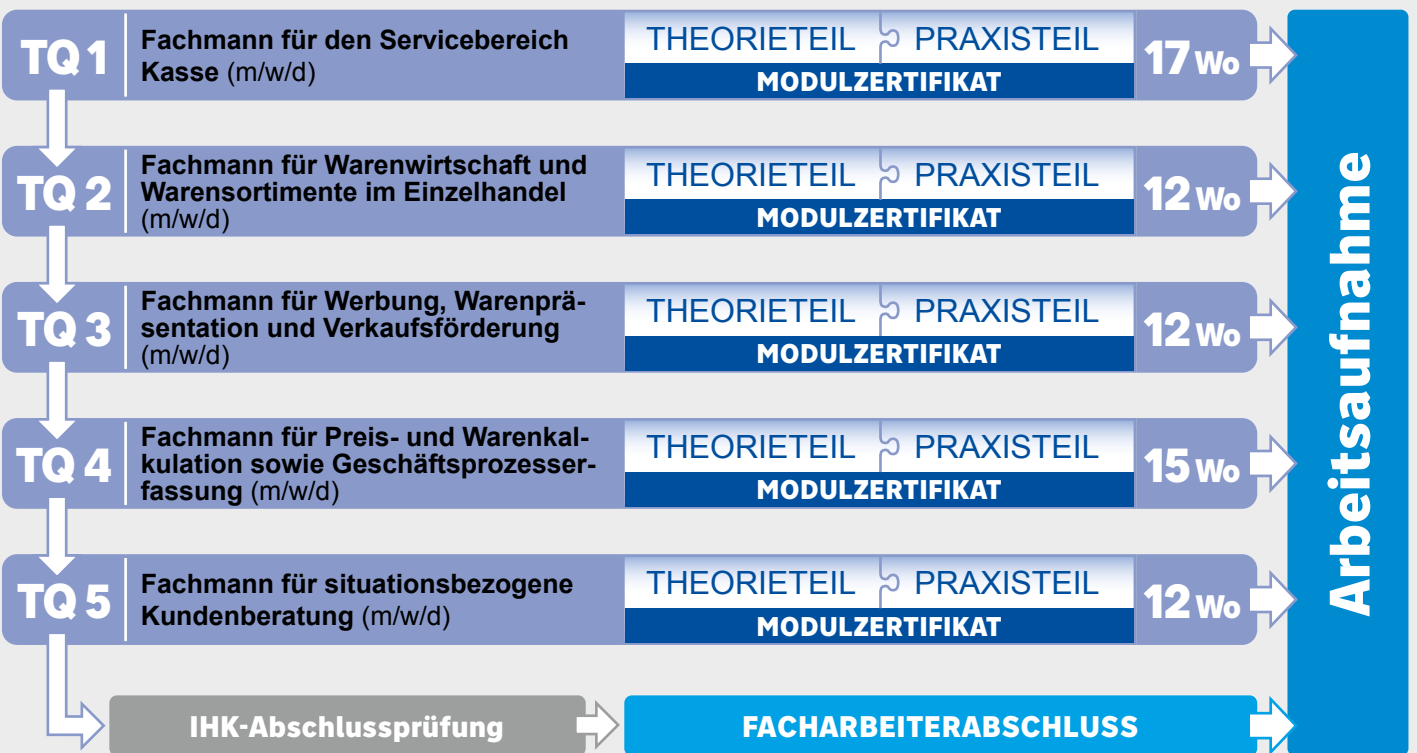 TQ 1
Fachmann für den Servicebereich
Kasse (m/w/d)
THEORIETEIL PRAXISTEIL
MODULZERTIFIKAT
17 Wo
TQ 2
Fachmann für Warenwirtschaft und
Warensortimente im Einzelhandel
(m/w/d)
THEORIETEIL PRAXISTEIL
MODULZERTIFIKAT
12 Wo
TQ 3
Fachmann für Werbung, Warenprä-
sentation und Verkaufsförderung
(m/w/d)
THEORIETEIL PRAXISTEIL
MODULZERTIFIKAT
12 Wo
TQ 4
Fachmann für Preis- und Warenkal-
kulation sowie Geschäftsprozesser-
fassung (m/w/d)
THEORIETEIL PRAXISTEIL
MODULZERTIFIKAT
15 Wo
TQ 5
Fachmann für situationsbezogene
Kundenberatung (m/w/d)
THEORIETEIL PRAXISTEIL
MODULZERTIFIKAT
12 Wo
IHK-Abschlussprüfung
FACHARBEITERABSCHLUSS
Arbeitsaufnahme